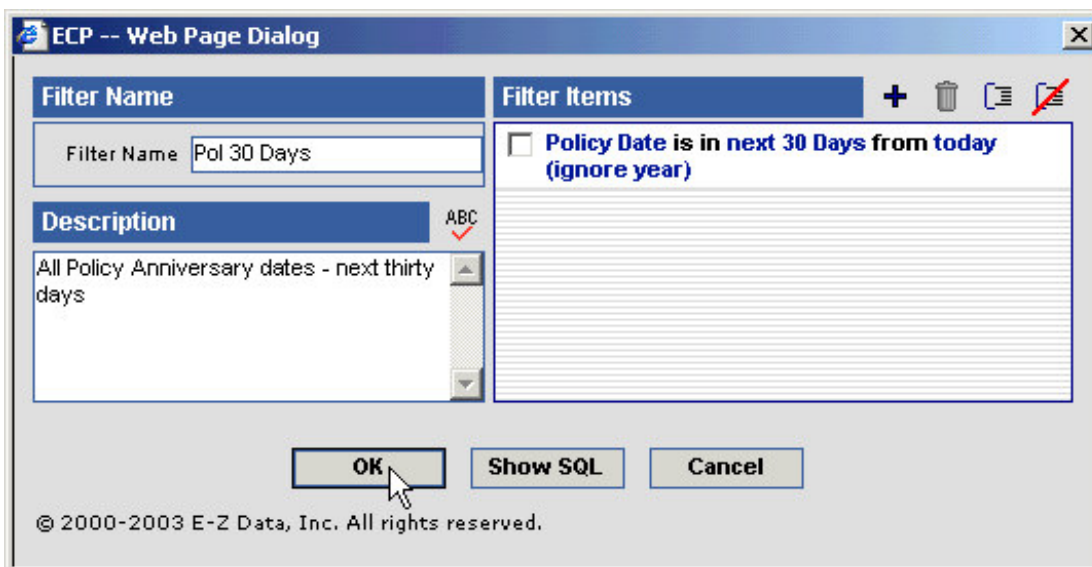 ECP -- Web Page Dialog
Filter Name
Filter Name Pol 30 Days
Description
ABC
All Policy Anniversary dates - next thirty
days
Filter Items
Policy Date is in next 30 Days from today
(ignore year)
OK
Show SQL
Cancel
© 2000-2003 E-Z Data, Inc. All rights reserved.